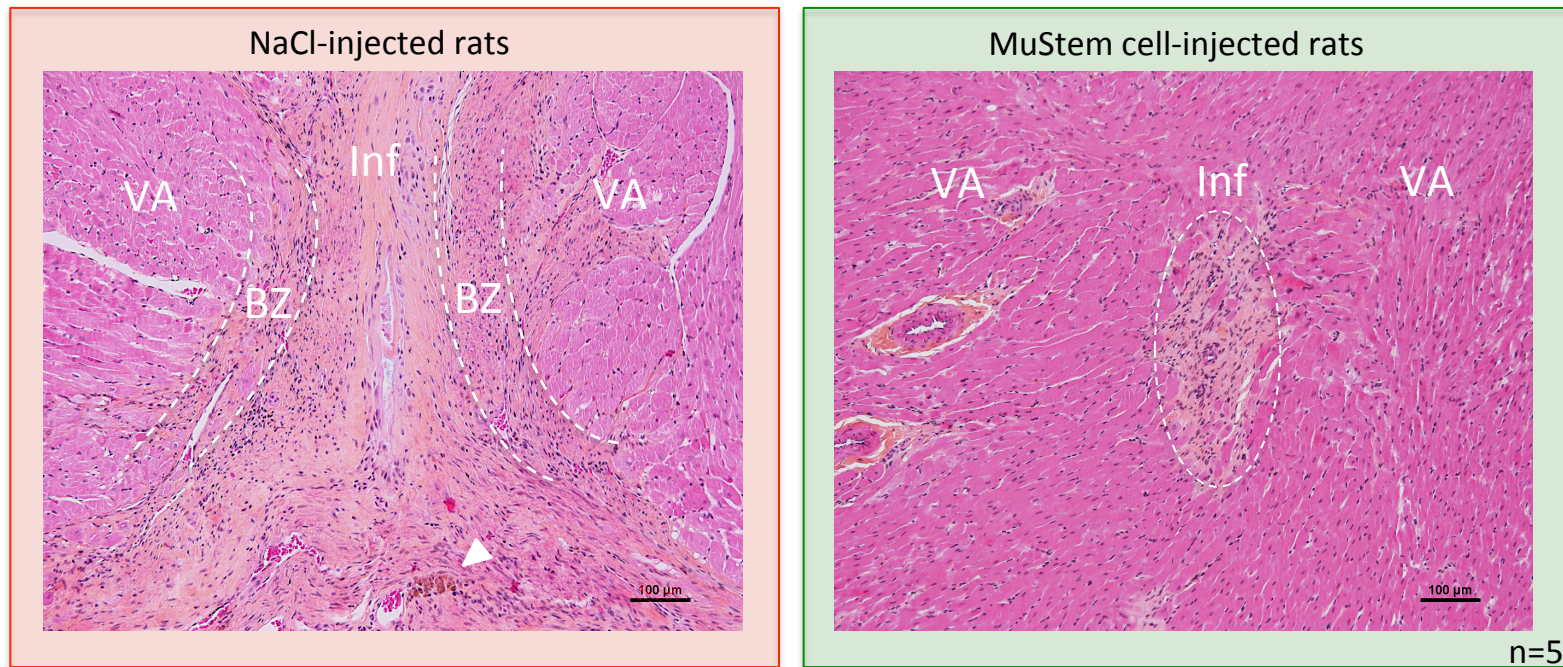 NaCl-injected rats
Inf
VA
VA
BZ
BZ
100 µm
MuStem cell-injected rats
VA
Inf
VA
100 µm
n=5